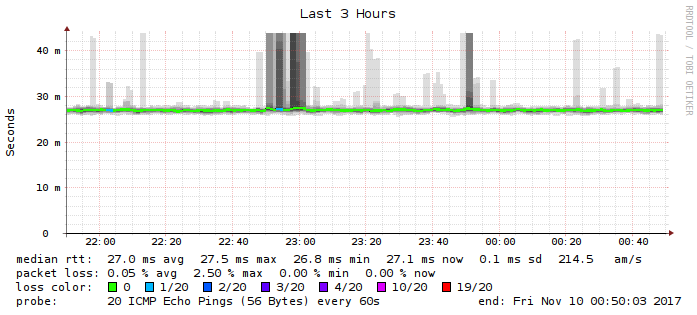 Last 3 Hours
RRDTOOL / TOBI OETIKER
Seconds
40 m
30 m
20 m
10 m
0
22:00 22:20 22:40 23:00 23:20 23:40 00:00 00:20 00:40
median rtt: 27.0 ms avg 27.5 ms max 26.8 ms min 27.1 ms now 0.1 ms sd 214.5 am/s
packet loss: 0.05 % avg 2.50 % max 0.00 % min 0.00 % now
loss color: 0 1/20 2/20 3/20 4/20 10/20 19/20
probe: 20 ICMP Echo Pings (56 Bytes) every 60s end: Fri Nov 10 00:50:03 2017